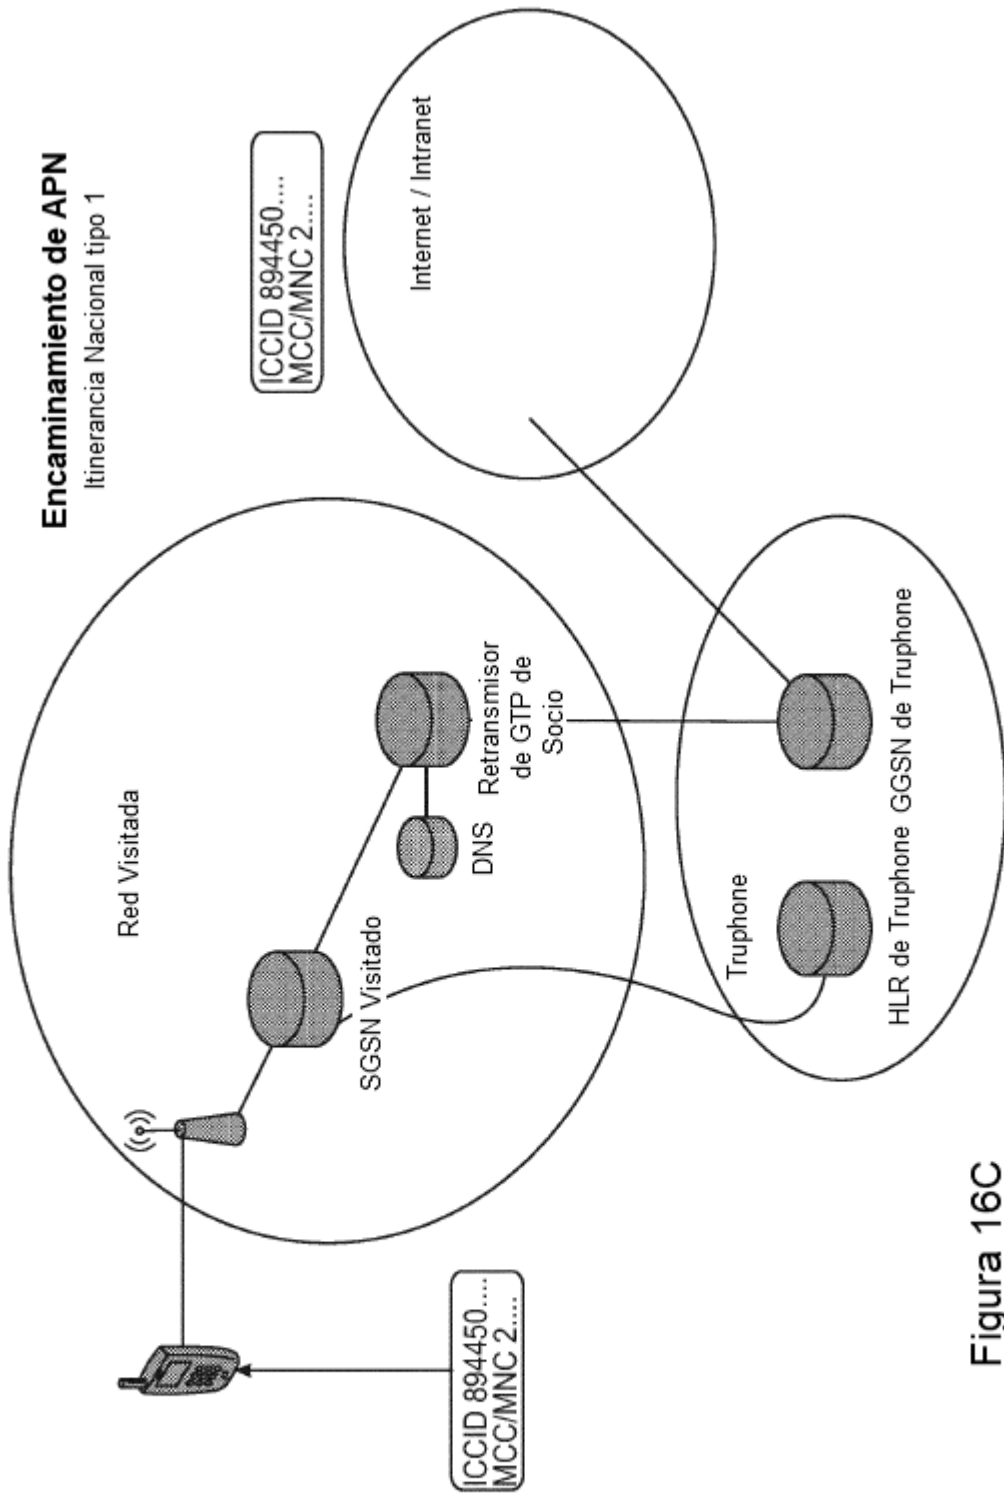 Encaminamiento de APN
Itinerancia Nacional tipo 1
ICCID 894450....
MCC/MNC 2....
Red Visitada
Internet / Intranet
SGSN Visitado
DNS
Retransmisor
de GTP de
Socio
ICCID 894450....
MCC/MNC 2....
Truphone
HLR de Truphone
GGSN de Truphone
Figura 16C